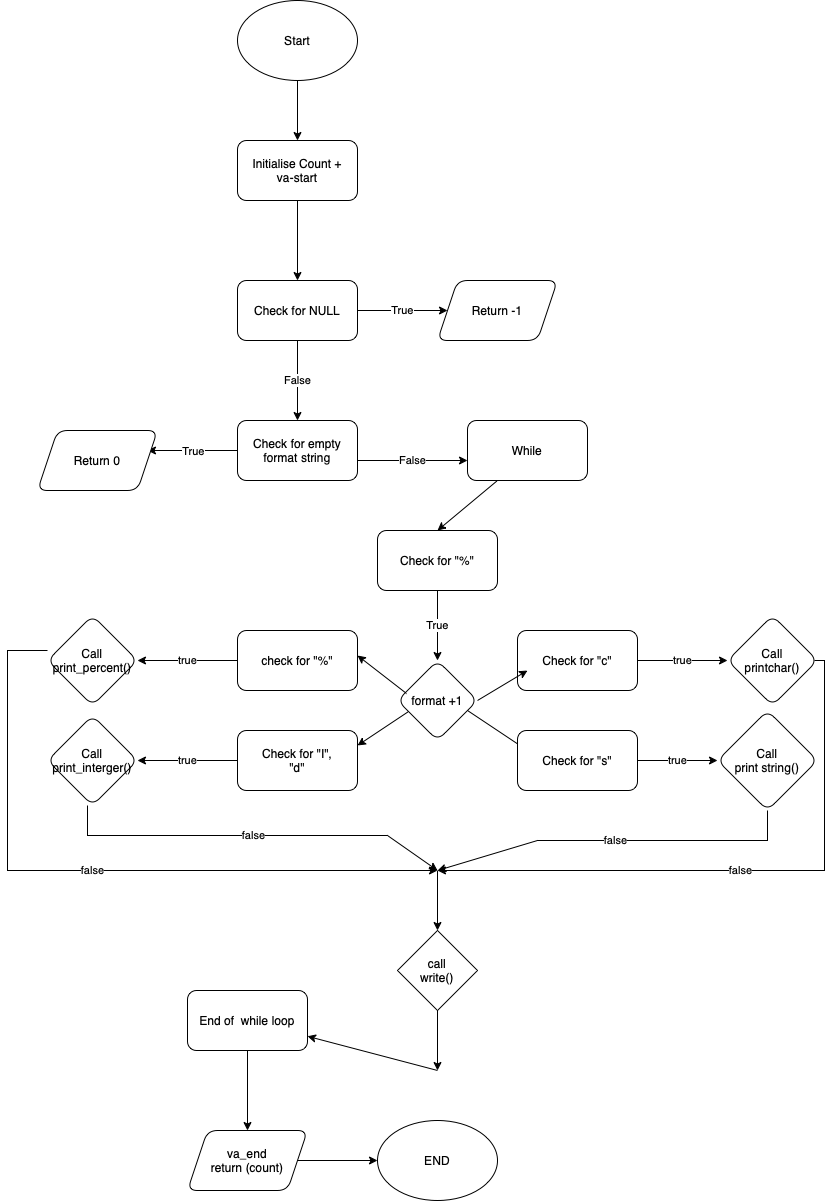 Start
Initialise Count +
va-start
Check for NULL
True
Return -1
False
Return 0
True
Check for empty
format string
False
While
Check for "%"
True
Call
print_percent()
true
check for "%"
format +1
Check for "c"
true
Call
printchar()
Call
print_interger()
true
Check for "I",
"d"
Check for "s"
true
Call
print string()
false
false
false
false
call
write()
End of while loop
va_end
return (count)
END